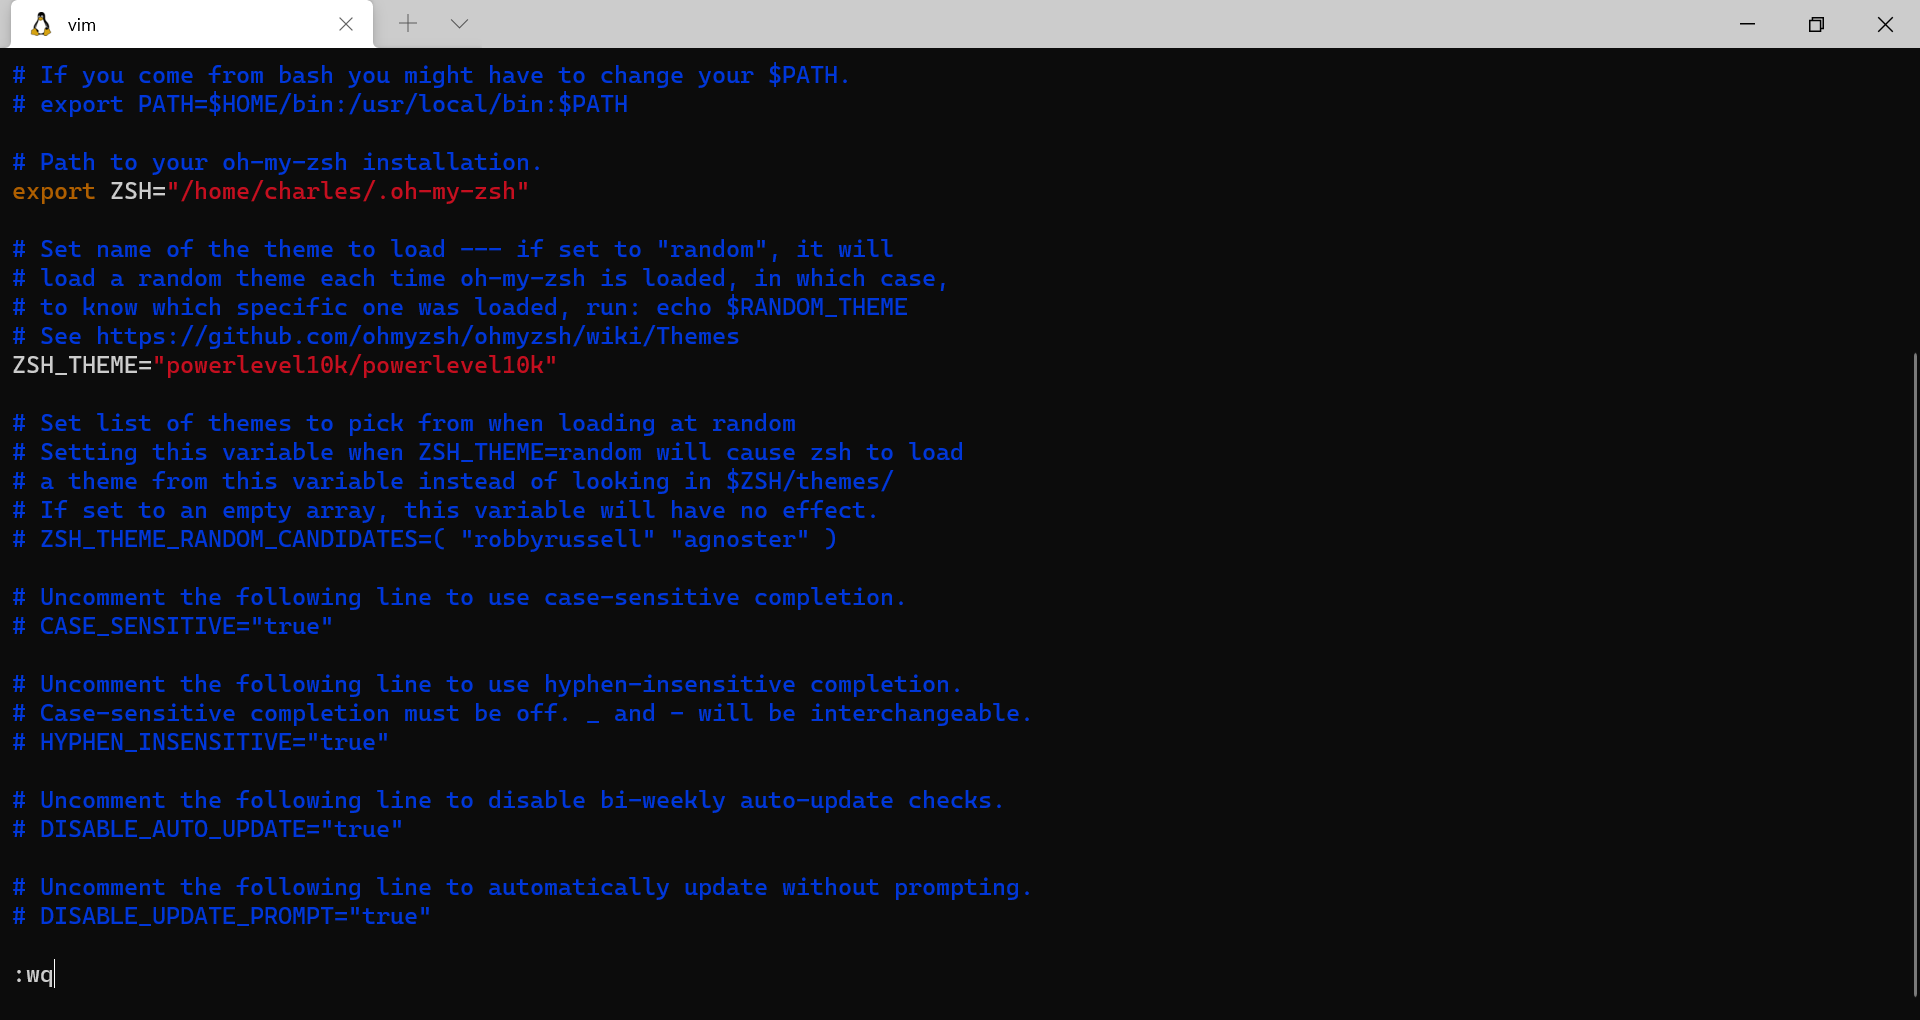 vim
# If you come from bash you might have to change your $PATH.
# export PATH=$HOME/bin:/usr/local/bin:$PATH
# Path to your oh-my-zsh installation.
export ZSH="/home/charles/.oh-my-zsh"
# Set name of the theme to load --- if set to "random", it will
# load a random theme each time oh-my-zsh is loaded, in which case,
# to know which specific one was loaded, run: echo $RANDOM_THEME
# See https://github.com/ohmyzsh/ohmyzsh/wiki/Themes
ZSH_THEME="powerlevel10k/powerlevel10k"
# Set list of themes to pick from when loading at random
# Setting this variable when ZSH_THEME=random will cause zsh to load
# a theme from this variable instead of looking in $ZSH/themes/
# If set to an empty array, this variable will have no effect.
# ZSH_THEME_RANDOM_CANDIDATES=( "robbyrussell" "agnoster" )
# Uncomment the following line to use case-sensitive completion.
# CASE_SENSITIVE="true"
# Uncomment the following line to use hyphen-insensitive completion.
# Case-sensitive completion must be off. _ and - will be interchangeable.
# HYPHEN_INSENSITIVE="true"
# Uncomment the following line to disable bi-weekly auto-update checks.
# DISABLE_AUTO_UPDATE="true"
# Uncomment the following line to automatically update without prompting.
# DISABLE_UPDATE_PROMPT="true"
:wq